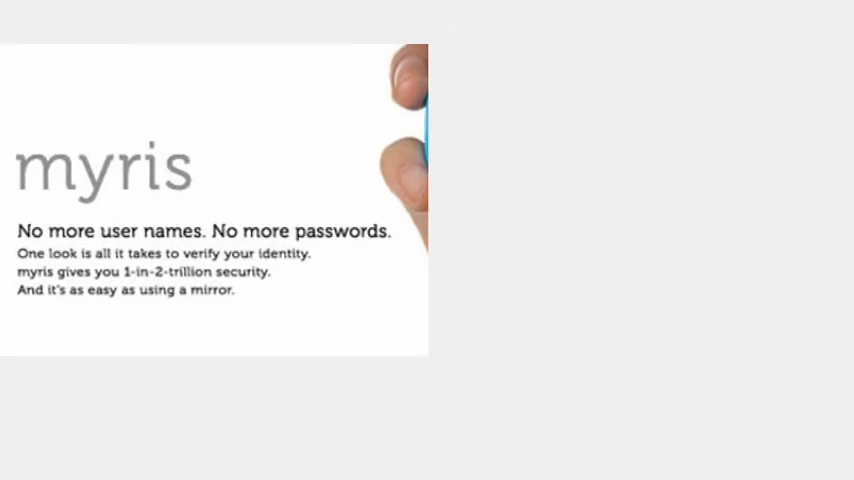 myris
No more user names. No more passwords.
One look is all it takes to verify your identity.
myris gives you 1-in-2-trillion security.
And it's as easy as using a mirror.